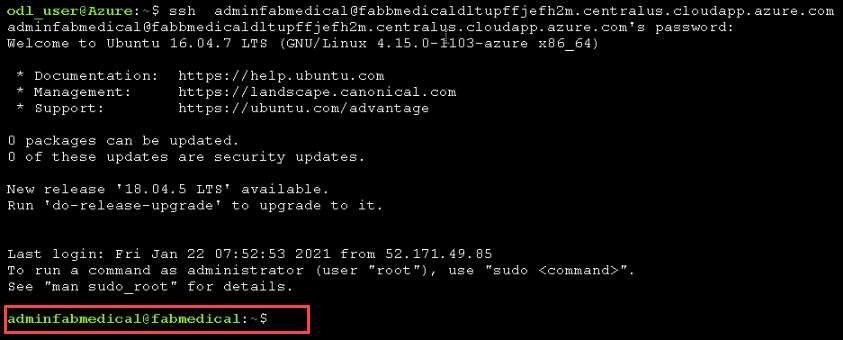 odl_user@Azure:~$ ssh  adminfabmedical@fabbmedicaldltupffjefh2m.centralus.cloudapp.azure.com
adminfabmedical@fabbmedicaldltupffjefh2m.centralus.cloudapp.azure.com's password:
Welcome to Ubuntu 16.04.7 LTS (GNU/Linux 4.15.0-1103-azure x86_64)
 * Documentation:  https://help.ubuntu.com
 * Management:     https://landscape.canonical.com
 * Support:        https://ubuntu.com/advantage
0 packages can be updated.
0 of these updates are security updates.
New release '18.04.5 LTS' available.
Run 'do-release-upgrade' to upgrade to it.
Last login: Fri Jan 22 07:52:53 2021 from 52.171.49.85
To run a command as administrator (user "root"), use "sudo <command>".
See "man sudo_root" for details.
adminfabmedical@fabmedical:~$